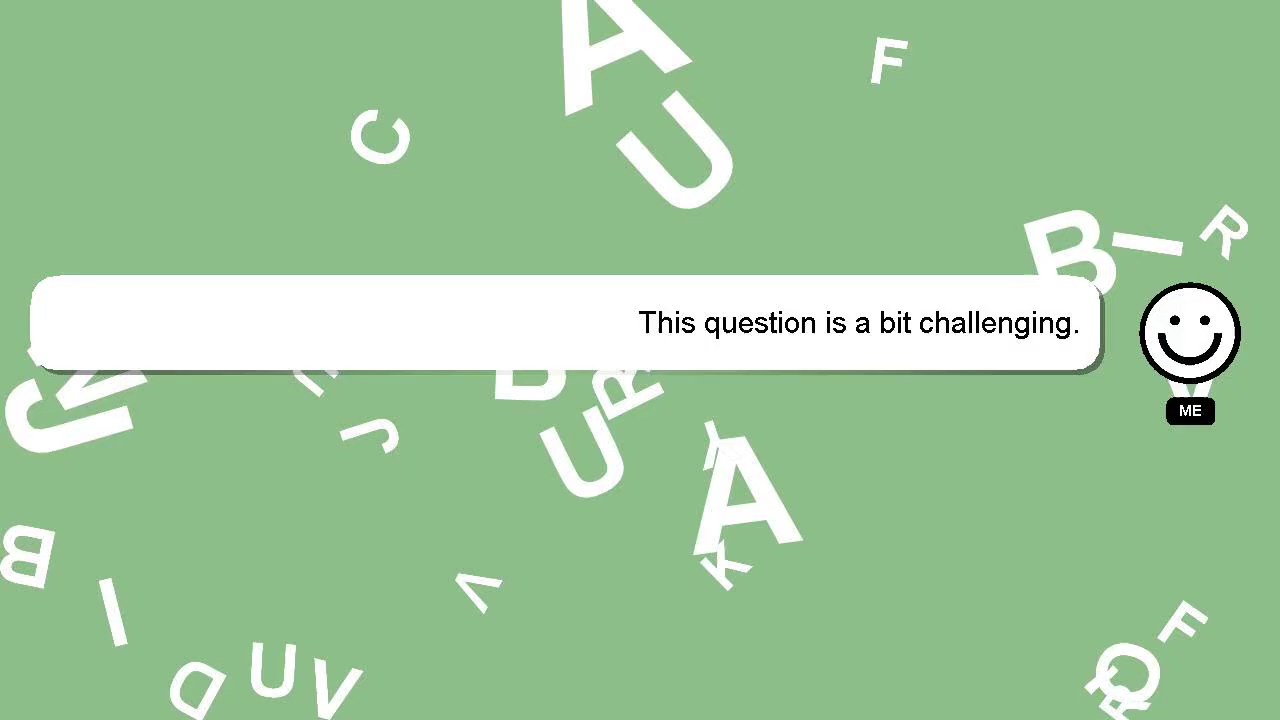 A
F
C
U
B I R
This question is a bit challenging.
ME
J
U
R
A
K
B
I
V
F
D
U
V
Q
R